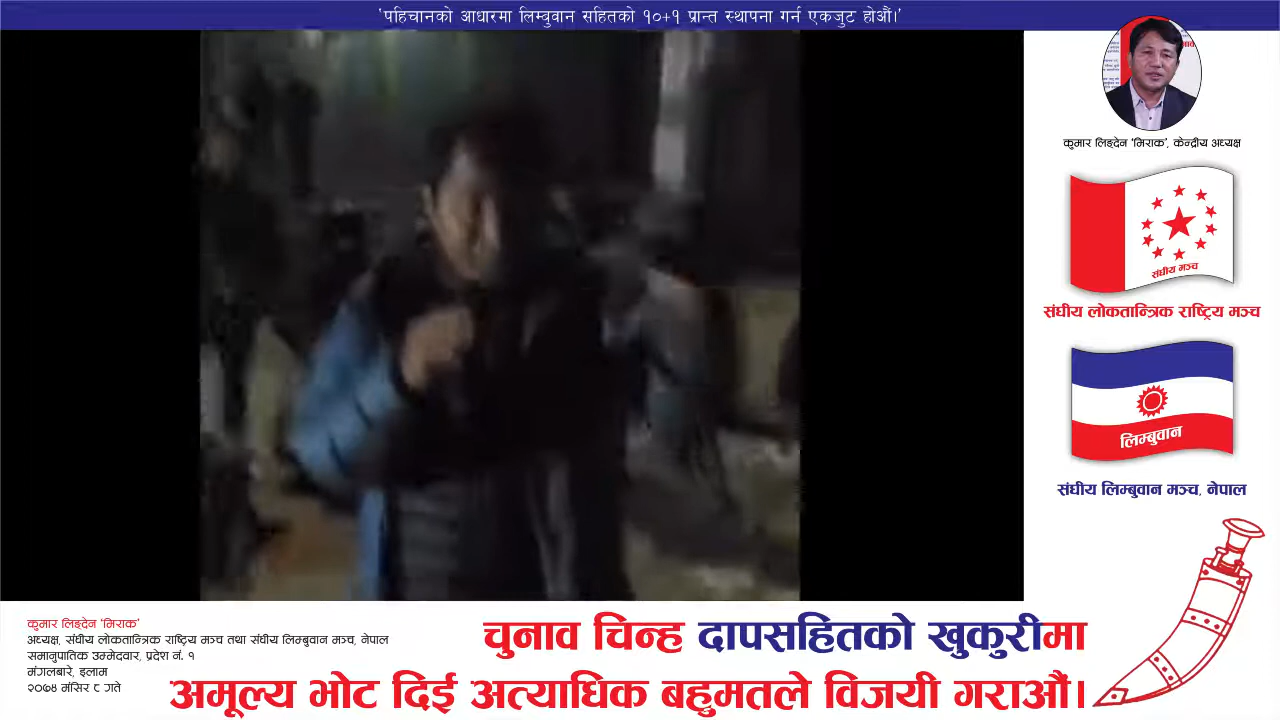 ‘पहिचानको आधारमा लिम्बुवान सहितको १०+१ प्रान्त स्थापना गर्न एकजुट होऔं।’
कुमार लिङ्देन ‘मिराक’, केन्द्रीय अध्यक्ष
संघीय मञ्च
संघीय लोकतान्त्रिक राष्ट्रिय मञ्च
लिम्बुवान
संघीय लिम्बुवान मञ्च, नेपाल
कुमार लिङ्देन ‘मिराक’
अध्यक्ष, संघीय लोकतान्त्रिक राष्ट्रिय मञ्च तथा संघीय लिम्बुवान मञ्च, नेपाल
समानुपातिक उम्मेदवार, प्रदेश नं. १
मंगलबारे, इलाम
२०७४ मंसिर ८ गते
चुनाव चिन्ह दापसहितको खुकुरीमा
अमूल्य भोट दिई अत्याधिक बहुमतले विजयी गराऔं।